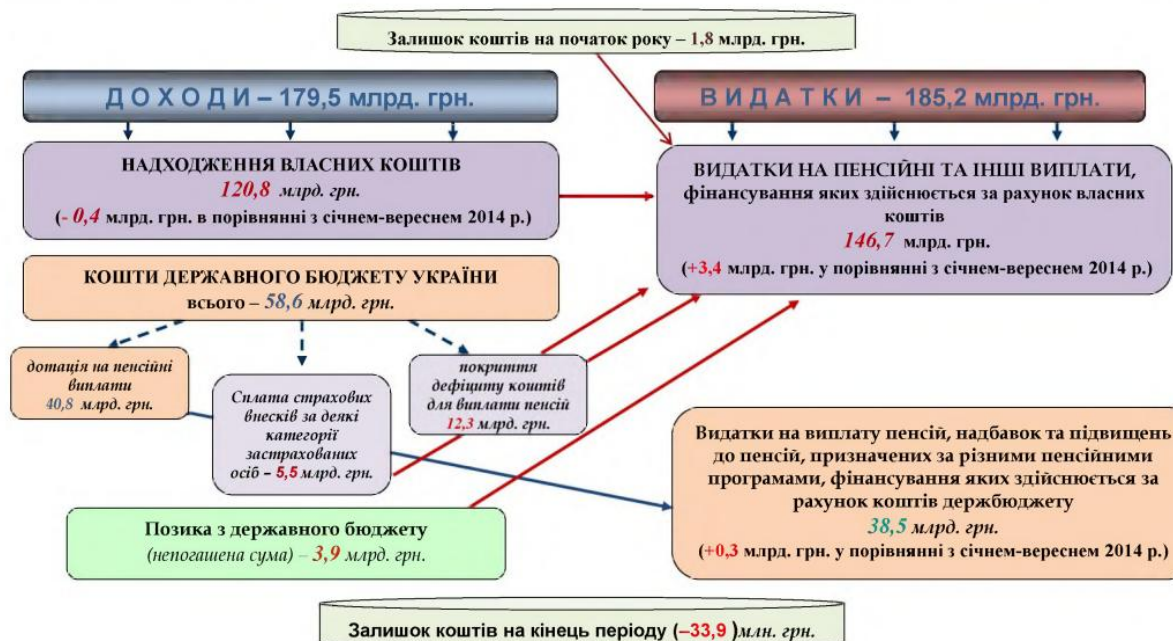 Залишок коштів на початок року – 1,8 млрд. грн.
Д О Х О Д И – 179,5 млрд. грн.
В И Д А Т К И – 185,2 млрд. грн.
НАДХОДЖЕННЯ ВЛАСНИХ КОШТІВ
120,8 млрд. грн.
(- 0,4 млрд. грн. в порівнянні з січнем-вереснем 2014 р.)
ВИДАТКИ НА ПЕНСІЙНІ ТА ІНШІ ВИПЛАТИ,
фінансування яких здійснюється за рахунок власних
коштів
146,7 млрд. грн.
(+3,4 млрд. грн. у порівнянні з січнем-вереснем 2014 р.)
КОШТИ ДЕРЖАВНОГО БЮДЖЕТУ УКРАЇНИ
всього – 58,6 млрд. грн.
дотація на пенсійні
виплати
40,8 млрд. грн.
Сплата страхових
внесків за деякі
категорії
застрахованих
осіб – 5,5 млрд. грн.
покриття
дефіциту коштів
для виплати пенсій
12,3 млрд. грн.
Видатки на виплату пенсій, надбавок та підвищень
до пенсій, призначених за різними пенсійними
програмами, фінансування яких здійснюється за
рахунок коштів держбюджету
38,5 млрд. грн.
(+0,3 млрд. грн. у порівнянні з січнем-вереснем 2014 р.)
Позика з державного бюджету
(непогашена сума) – 3,9 млрд. грн.
Залишок коштів на кінець періоду (–33,9 )млн. грн.